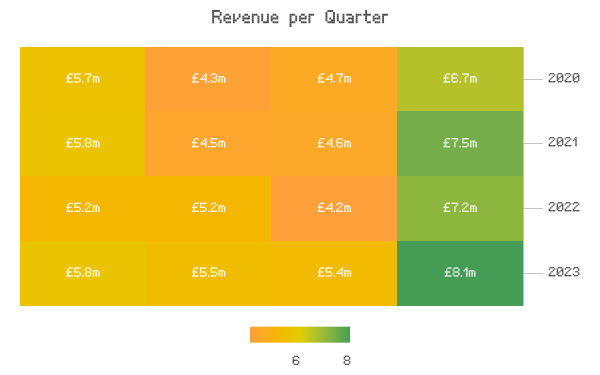 Revenue per Quarter
£5.7m £4.3m £4.7m £6.7m 2020
£5.8m £4.5m £4.6m £7.5m 2021
£5.2m £5.2m £4.2m £7.2m 2022
£5.8m £5.5m £5.4m £8.1m 2023
6 8